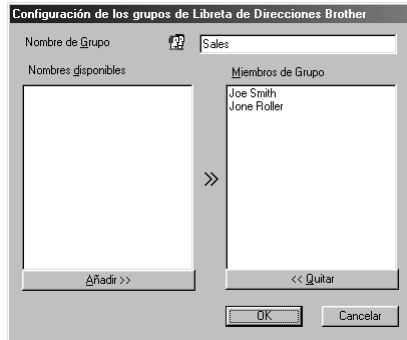 Configuración de los grupos de Libreta de Direcciones Brother
Nombre de Grupo Sales
Nombres disponibles
Miembros de Grupo
Joe Smith
Jone Roller
Añadir >>
<< Quitar
OK Cancelar